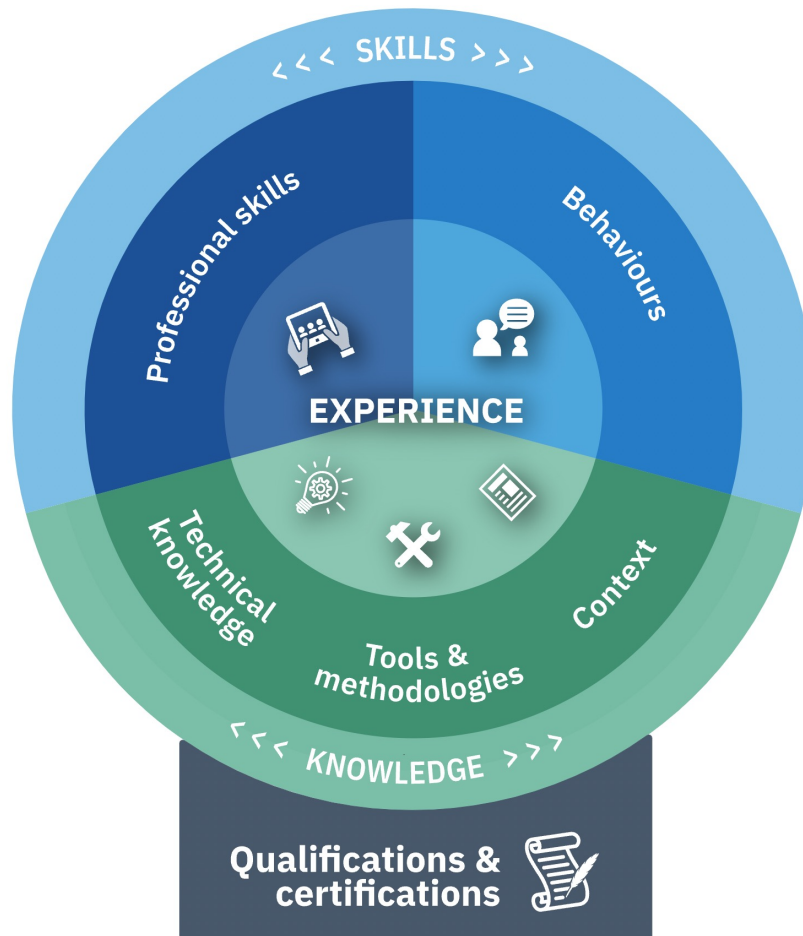 < < < SKILLS > > >
Professional skills
Behaviours
EXPERIENCE
Technical
knowledge
Tools &
methodologies
Context
< < < KNOWLEDGE > > >
Qualifications &
certifications